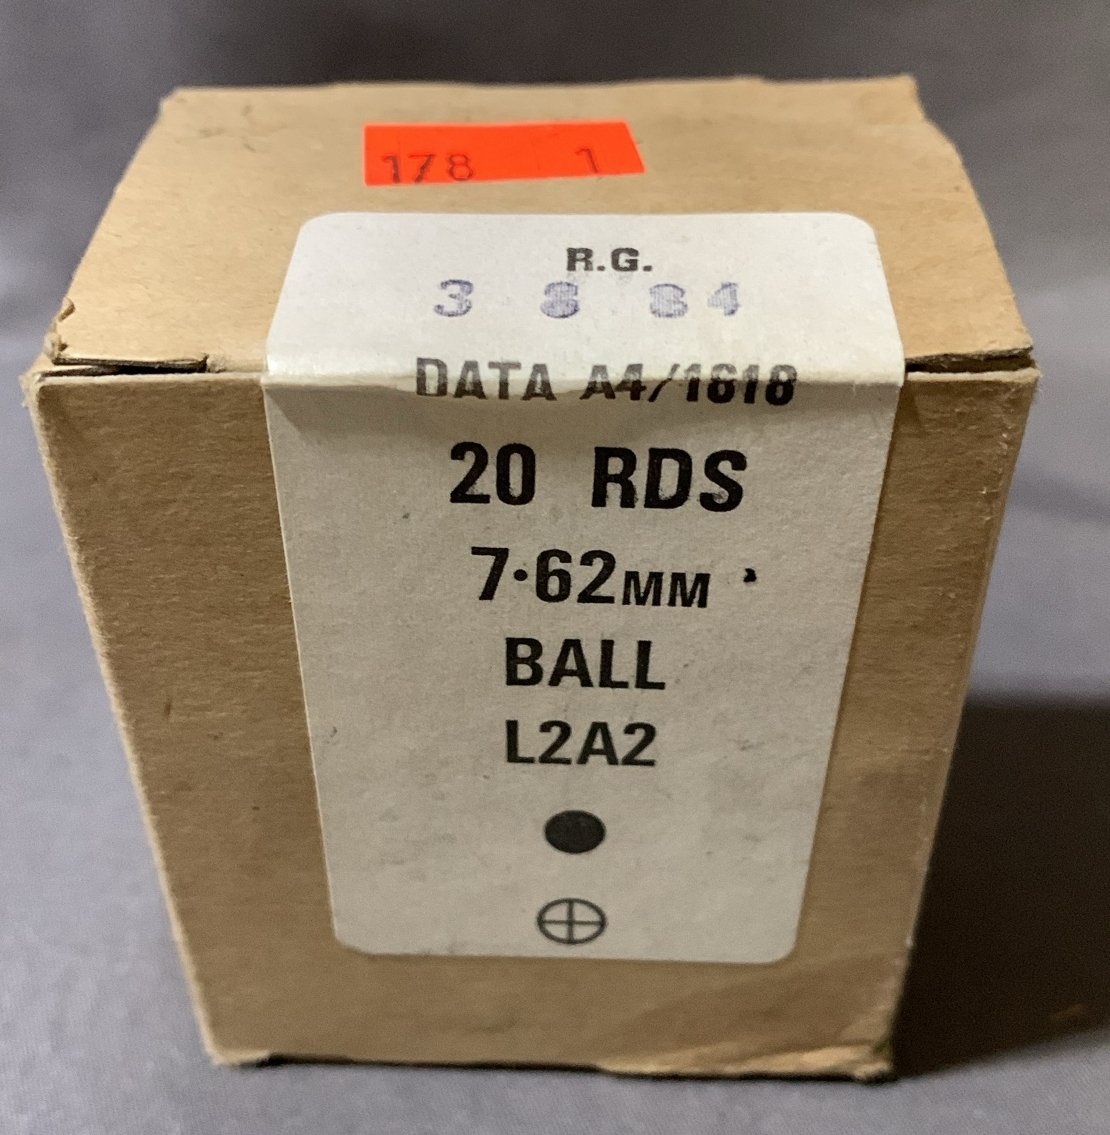 178 1
R.G.
3 8 84
DATA A4/1618
20 RDS
7·62MM
BALL
L2A2